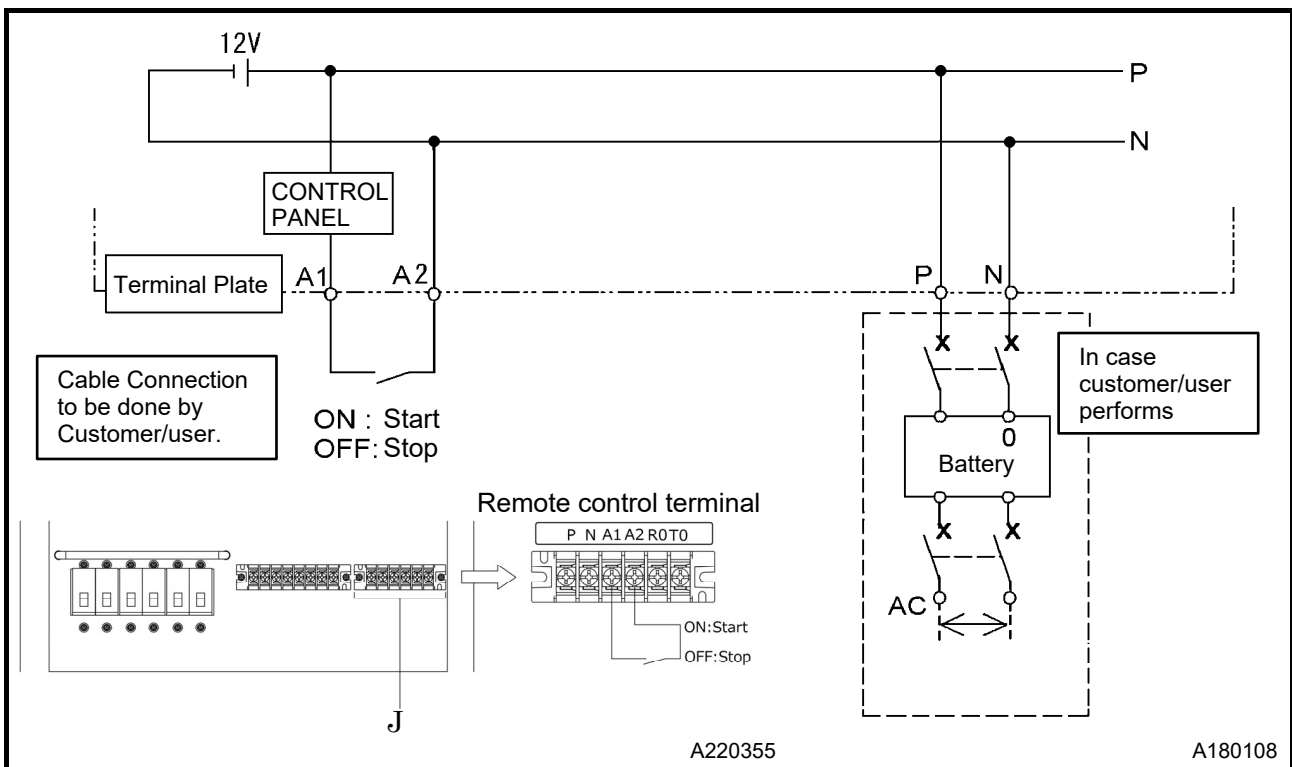 12V
P
N
CONTROL
PANEL
Terminal Plate
A1
A2
P
N
Cable Connection
to be done by
Customer/user.
ON : Start
OFF: Stop
In case
customer/user
performs
0
Battery
AC
Remote control terminal
P N A1 A2 R0 T0
ON:Start
OFF:Stop
J
A220355
A180108